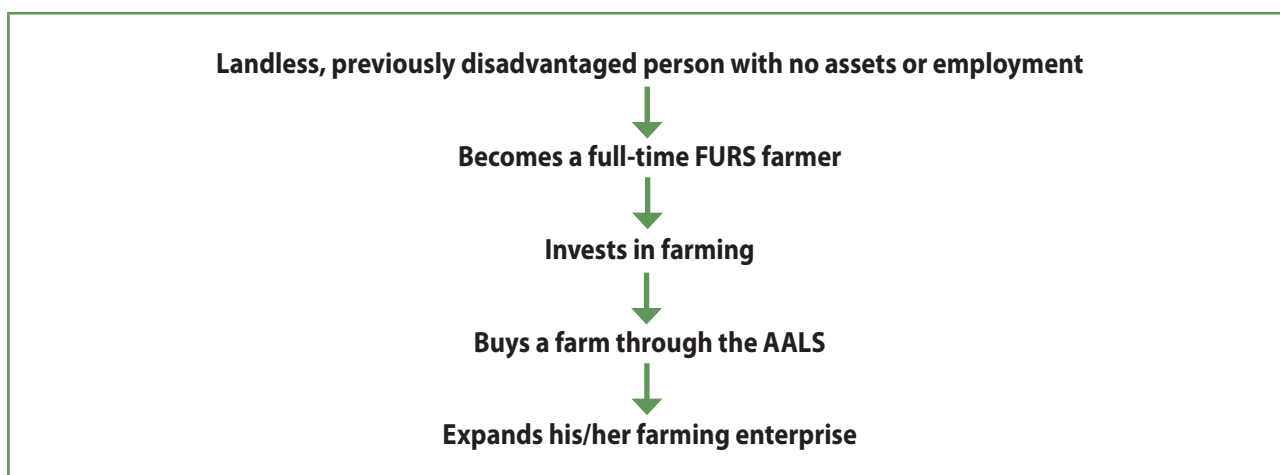 Landless, previously disadvantaged person with no assets or employment
Becomes a full-time FURS farmer
Invests in farming
Buys a farm through the AALS
Expands his/her farming enterprise